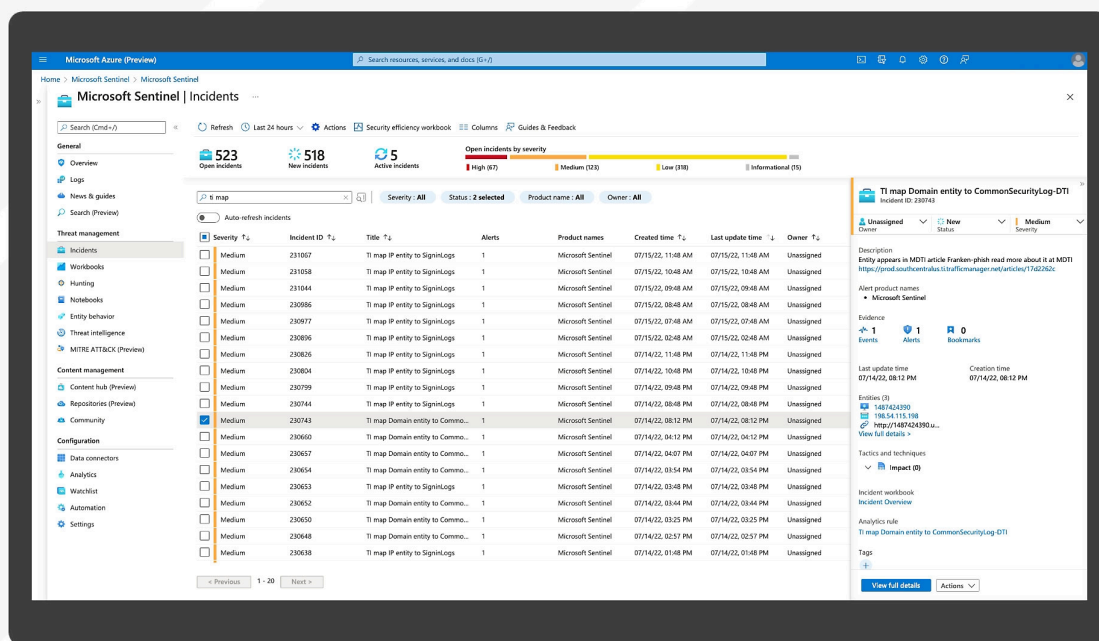 Microsoft Azure (Preview)
Search resources, services, and docs (G+/)
Home > Microsoft Sentinel > Microsoft Sentinel
Microsoft Sentinel | Incidents ...
Search (Cmd+/)
General
Overview
Logs
News & guides
Search (Preview)
Threat management
Incidents
Workbooks
Hunting
Notebooks
Entity behavior
Threat intelligence
MITRE ATT&CK (Preview)
Content management
Content hub (Preview)
Repositories (Preview)
Community
Configuration
Data connectors
Analytics
Watchlist
Automation
Settings
Refresh Last 24 hours Actions Security efficiency workbook Columns Guides & Feedback
523 Open incidents
518 New incidents
5 Active incidents
Open incidents by severity
High (67) Medium (123) Low (318) Informational (15)
ti map
Severity : All Status : 2 selected Product name : All Owner : All
Auto-refresh incidents
Severity Incident ID Title Alerts Product names Created time Last update time Owner
Medium 231067 TI map IP entity to SigninLogs 1 Microsoft Sentinel 07/15/22, 11:48 AM 07/15/22, 11:48 AM Unassigned
Medium 231058 TI map IP entity to SigninLogs 1 Microsoft Sentinel 07/15/22, 10:48 AM 07/15/22, 10:48 AM Unassigned
Medium 231044 TI map IP entity to SigninLogs 1 Microsoft Sentinel 07/15/22, 09:48 AM 07/15/22, 09:48 AM Unassigned
Medium 230986 TI map IP entity to SigninLogs 1 Microsoft Sentinel 07/15/22, 08:48 AM 07/15/22, 08:48 AM Unassigned
Medium 230977 TI map IP entity to SigninLogs 1 Microsoft Sentinel 07/15/22, 07:48 AM 07/15/22, 07:48 AM Unassigned
Medium 230896 TI map IP entity to SigninLogs 1 Microsoft Sentinel 07/15/22, 02:48 AM 07/15/22, 02:48 AM Unassigned
Medium 230826 TI map IP entity to SigninLogs 1 Microsoft Sentinel 07/14/22, 11:48 PM 07/14/22, 11:48 PM Unassigned
Medium 230804 TI map IP entity to SigninLogs 1 Microsoft Sentinel 07/14/22, 10:48 PM 07/14/22, 10:48 PM Unassigned
Medium 230799 TI map IP entity to SigninLogs 1 Microsoft Sentinel 07/14/22, 09:48 PM 07/14/22, 09:48 PM Unassigned
Medium 230744 TI map IP entity to SigninLogs 1 Microsoft Sentinel 07/14/22, 08:48 PM 07/14/22, 08:48 PM Unassigned
Medium 230743 TI map Domain entity to Commo... 1 Microsoft Sentinel 07/14/22, 08:12 PM 07/14/22, 08:12 PM Unassigned
Medium 230660 TI map Domain entity to Commo... 1 Microsoft Sentinel 07/14/22, 04:12 PM 07/14/22, 04:12 PM Unassigned
Medium 230657 TI map Domain entity to Commo... 1 Microsoft Sentinel 07/14/22, 04:07 PM 07/14/22, 04:07 PM Unassigned
Medium 230654 TI map Domain entity to Commo... 1 Microsoft Sentinel 07/14/22, 03:54 PM 07/14/22, 03:54 PM Unassigned
Medium 230653 TI map IP entity to SigninLogs 1 Microsoft Sentinel 07/14/22, 03:48 PM 07/14/22, 03:48 PM Unassigned
Medium 230652 TI map Domain entity to Commo... 1 Microsoft Sentinel 07/14/22, 03:44 PM 07/14/22, 03:44 PM Unassigned
Medium 230650 TI map Domain entity to Commo... 1 Microsoft Sentinel 07/14/22, 03:25 PM 07/14/22, 03:25 PM Unassigned
Medium 230648 TI map Domain entity to Commo... 1 Microsoft Sentinel 07/14/22, 02:57 PM 07/14/22, 02:57 PM Unassigned
Medium 230638 TI map IP entity to SigninLogs 1 Microsoft Sentinel 07/14/22, 01:48 PM 07/14/22, 01:48 PM Unassigned
< Previous 1 - 20 Next >
TI map Domain entity to CommonSecurityLog-DTI
Incident ID: 230743
Unassigned New Medium
Owner Status Severity
Description
Entity appears in MDTI article Franken-phish read more about it at MDTI
https://prod.southcentralus.ti.trafficmanager.net/articles/17d2262c
Alert product names
• Microsoft Sentinel
Evidence
1 1 0
Events Alerts Bookmarks
Last update time Creation time
07/14/22, 08:12 PM 07/14/22, 08:12 PM
Entities (3)
1487424390
198.54.115.198
http://1487424390.u...
View full details >
Tactics and techniques
Impact (0)
Incident workbook
Incident Overview
Analytics rule
TI map Domain entity to CommonSecurityLog-DTI
Tags
+
View full details Actions